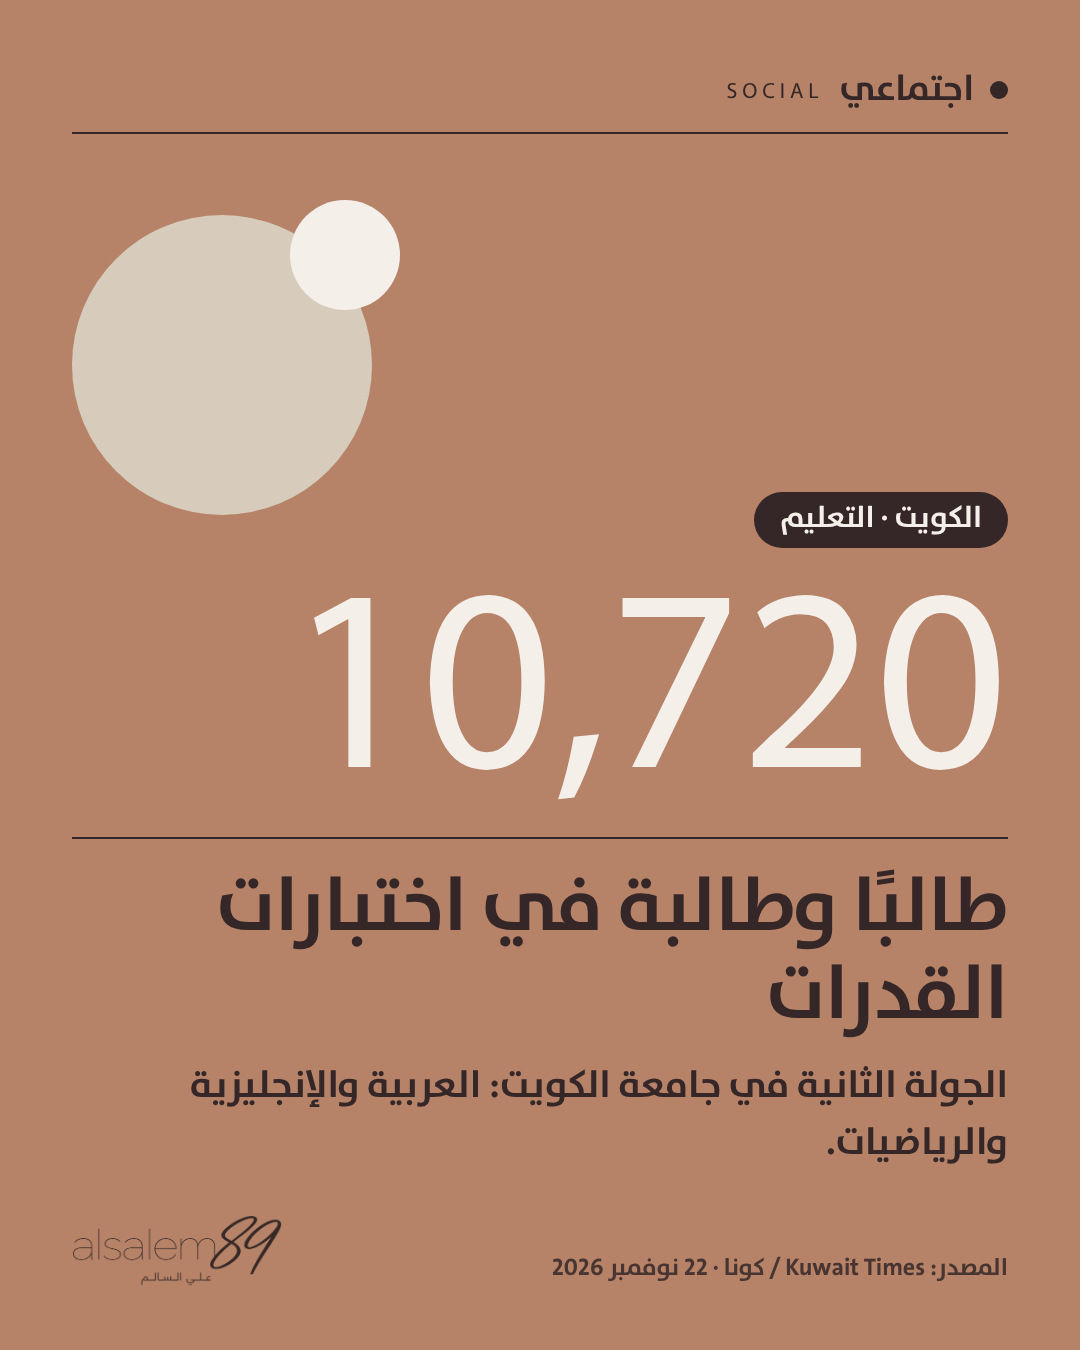 اجتماعي SOCIAL
الكويت · التعليم
10,720
طالبًا وطالبة في اختبارات
القدرات
الجولة الثانية في جامعة الكويت: العربية والإنجليزية
والرياضيات.
المصدر: Kuwait Times / كونا · 22 نوفمبر 2026
alsalem89
علي السالم